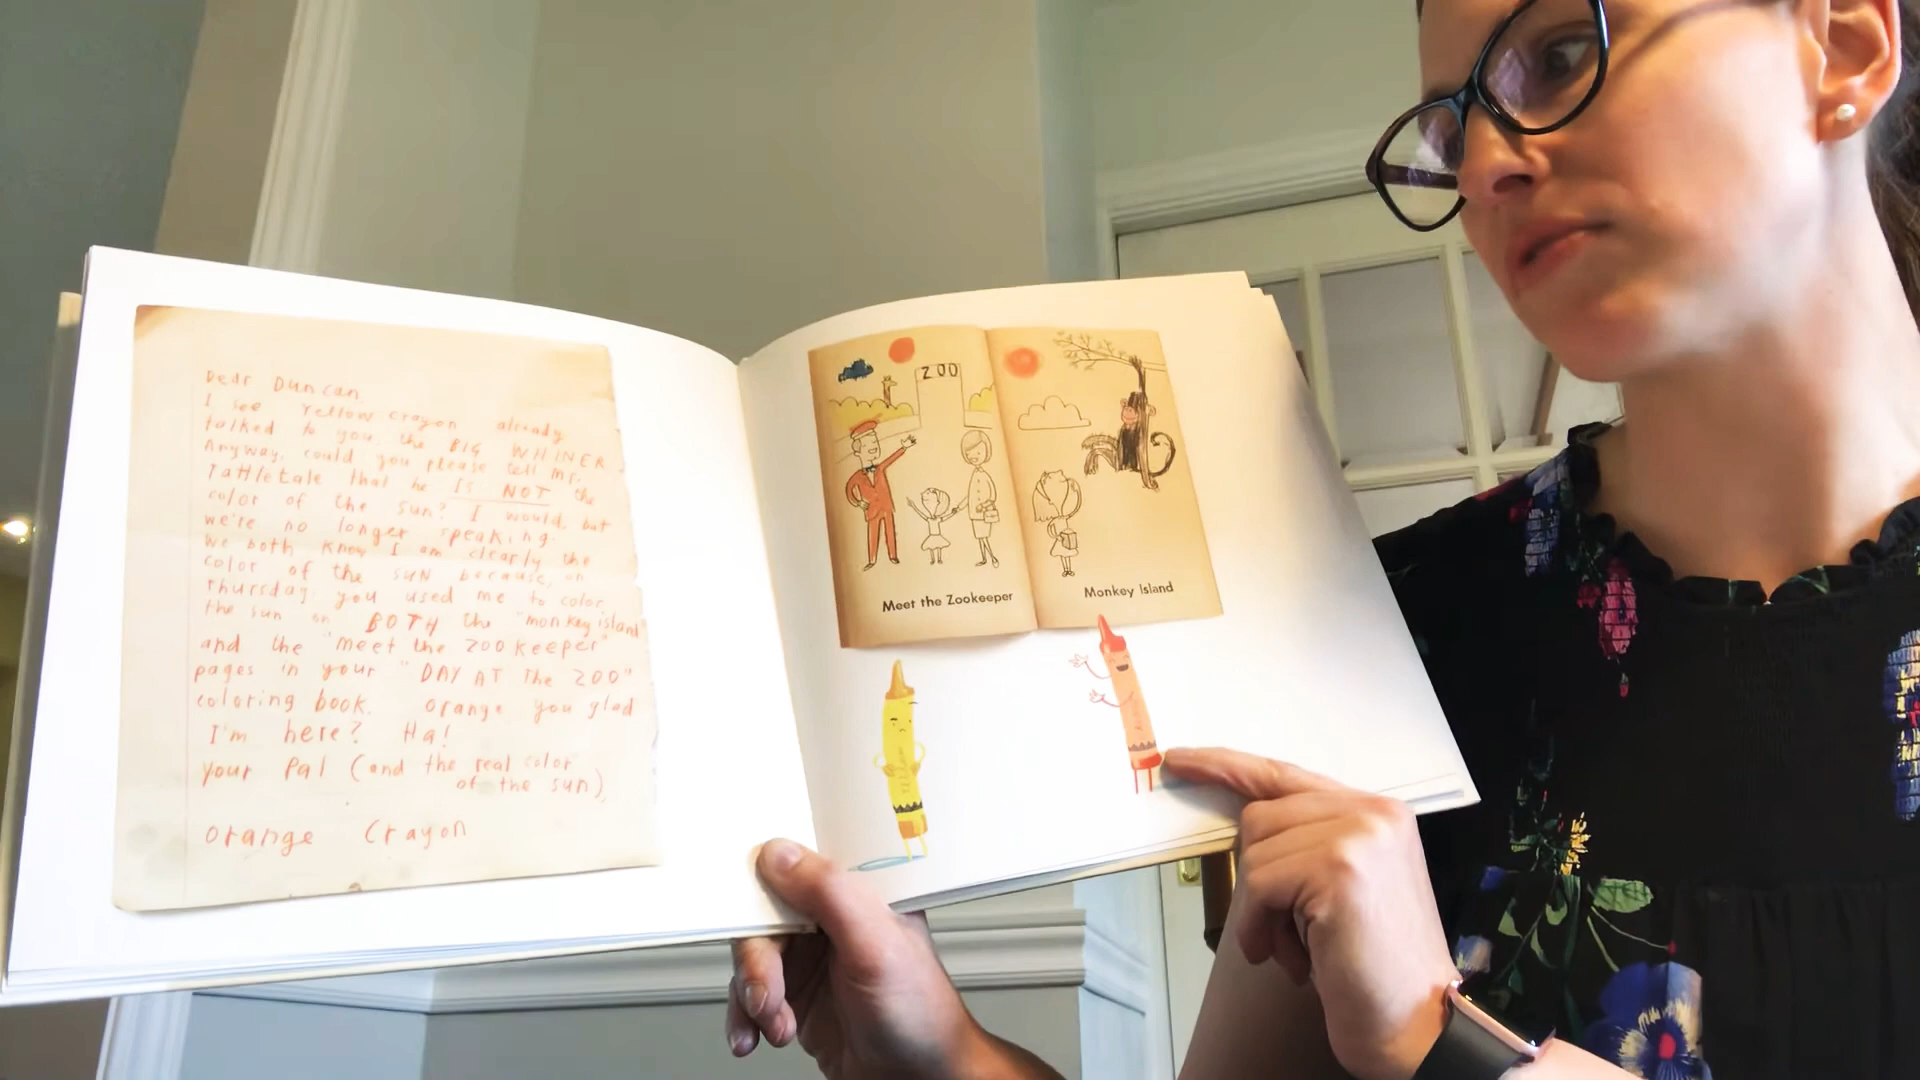 Dear Duncan,
I see Yellow crayon already
talked to you, the BIG WHINER.
Anyway, could you please tell Mr.
Tattletale that he IS NOT the
color of the sun? I would, but
we're no longer speaking.
We both know I am clearly the
color of the sun because, on
Thursday, you used me to color
the sun on BOTH the "monkey island"
and the "meet the zoo keeper"
pages in your "DAY AT THE ZOO"
coloring book. Orange you glad
I'm here? Ha!
Your Pal (and the real color
of the sun),
Orange Crayon
ZOO
Meet the Zookeeper
Monkey Island
Yellow